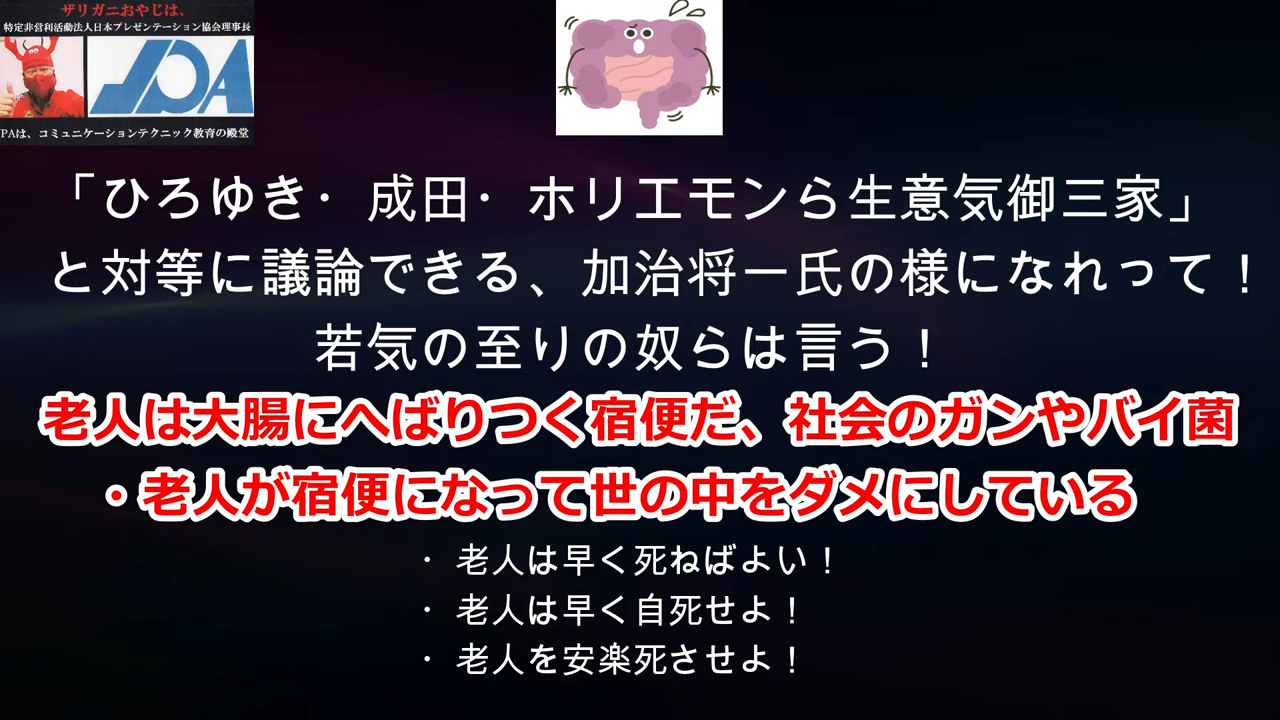 ザリガニおやじは、
特定非営利活動法人日本プレゼンテーション協会理事長
JPA
PAは、コミュニケーションテクニック教育の殿堂
「ひろゆき・成田・ホリエモンら生意気御三家」
と対等に議論できる、加治将一氏の様になれって！
若気の至りの奴らは言う！
老人は大腸にへばりつく宿便だ、社会のガンやバイ菌
・老人が宿便になって世の中をダメにしている
・老人は早く死ねばよい！
・老人は早く自死せよ！
・老人を安楽死させよ！